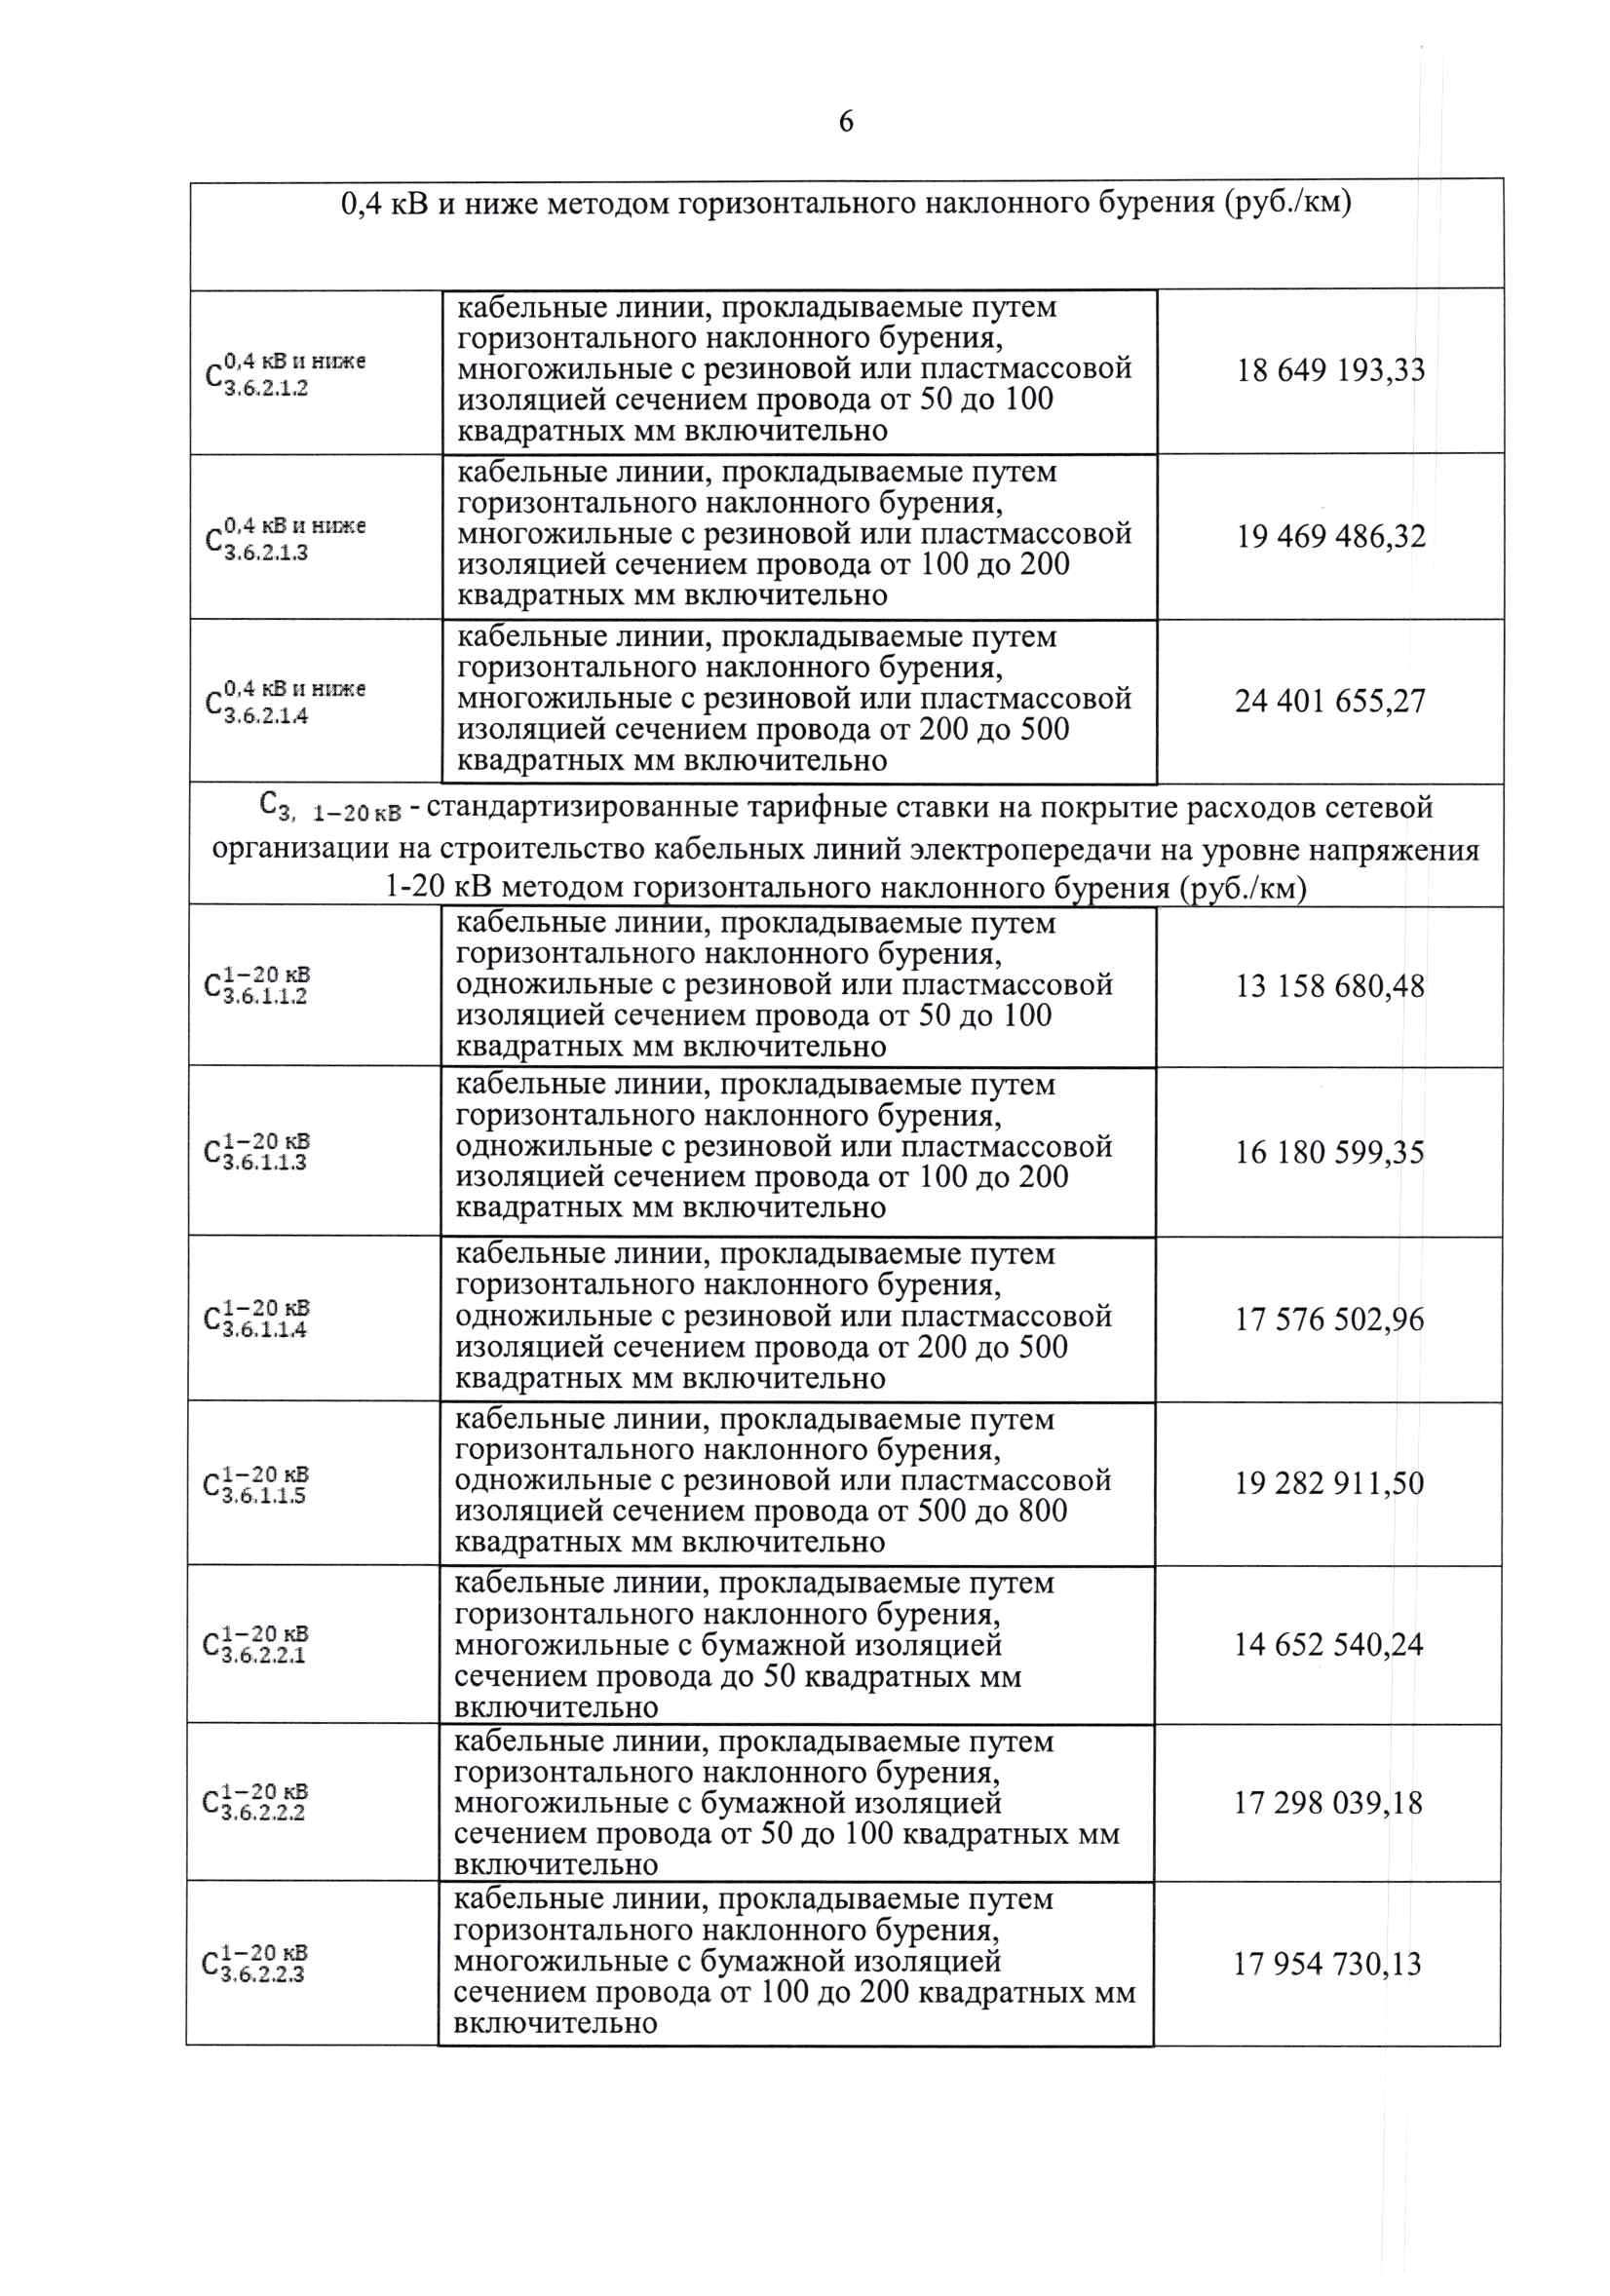 6
0,4 кВ и ниже методом горизонтального наклонного бурения (руб./км)
С 0,4 кВ и ниже
3.6.2.1.2
кабельные линии, прокладываемые путем
горизонтального наклонного бурения,
многожильные с резиновой или пластмассовой
изоляцией сечением провода от 50 до 100
квадратных мм включительно
18 649 193,33
С 0,4 кВ и ниже
3.6.2.1.3
кабельные линии, прокладываемые путем
горизонтального наклонного бурения,
многожильные с резиновой или пластмассовой
изоляцией сечением провода от 100 до 200
квадратных мм включительно
19 469 486,32
С 0,4 кВ и ниже
3.6.2.1.4
кабельные линии, прокладываемые путем
горизонтального наклонного бурения,
многожильные с резиновой или пластмассовой
изоляцией сечением провода от 200 до 500
квадратных мм включительно
24 401 655,27
С3, 1–20 кВ - стандартизированные тарифные ставки на покрытие расходов сетевой
организации на строительство кабельных линий электропередачи на уровне напряжения
1-20 кВ методом горизонтального наклонного бурения (руб./км)
С 1–20 кВ
3.6.1.1.2
кабельные линии, прокладываемые путем
горизонтального наклонного бурения,
одножильные с резиновой или пластмассовой
изоляцией сечением провода от 50 до 100
квадратных мм включительно
13 158 680,48
С 1–20 кВ
3.6.1.1.3
кабельные линии, прокладываемые путем
горизонтального наклонного бурения,
одножильные с резиновой или пластмассовой
изоляцией сечением провода от 100 до 200
квадратных мм включительно
16 180 599,35
С 1–20 кВ
3.6.1.1.4
кабельные линии, прокладываемые путем
горизонтального наклонного бурения,
одножильные с резиновой или пластмассовой
изоляцией сечением провода от 200 до 500
квадратных мм включительно
17 576 502,96
С 1–20 кВ
3.6.1.1.5
кабельные линии, прокладываемые путем
горизонтального наклонного бурения,
одножильные с резиновой или пластмассовой
изоляцией сечением провода от 500 до 800
квадратных мм включительно
19 282 911,50
С 1–20 кВ
3.6.2.2.1
кабельные линии, прокладываемые путем
горизонтального наклонного бурения,
многожильные с бумажной изоляцией
сечением провода до 50 квадратных мм
включительно
14 652 540,24
С 1–20 кВ
3.6.2.2.2
кабельные линии, прокладываемые путем
горизонтального наклонного бурения,
многожильные с бумажной изоляцией
сечением провода от 50 до 100 квадратных мм
включительно
17 298 039,18
С 1–20 кВ
3.6.2.2.3
кабельные линии, прокладываемые путем
горизонтального наклонного бурения,
многожильные с бумажной изоляцией
сечением провода от 100 до 200 квадратных мм
включительно
17 954 730,13